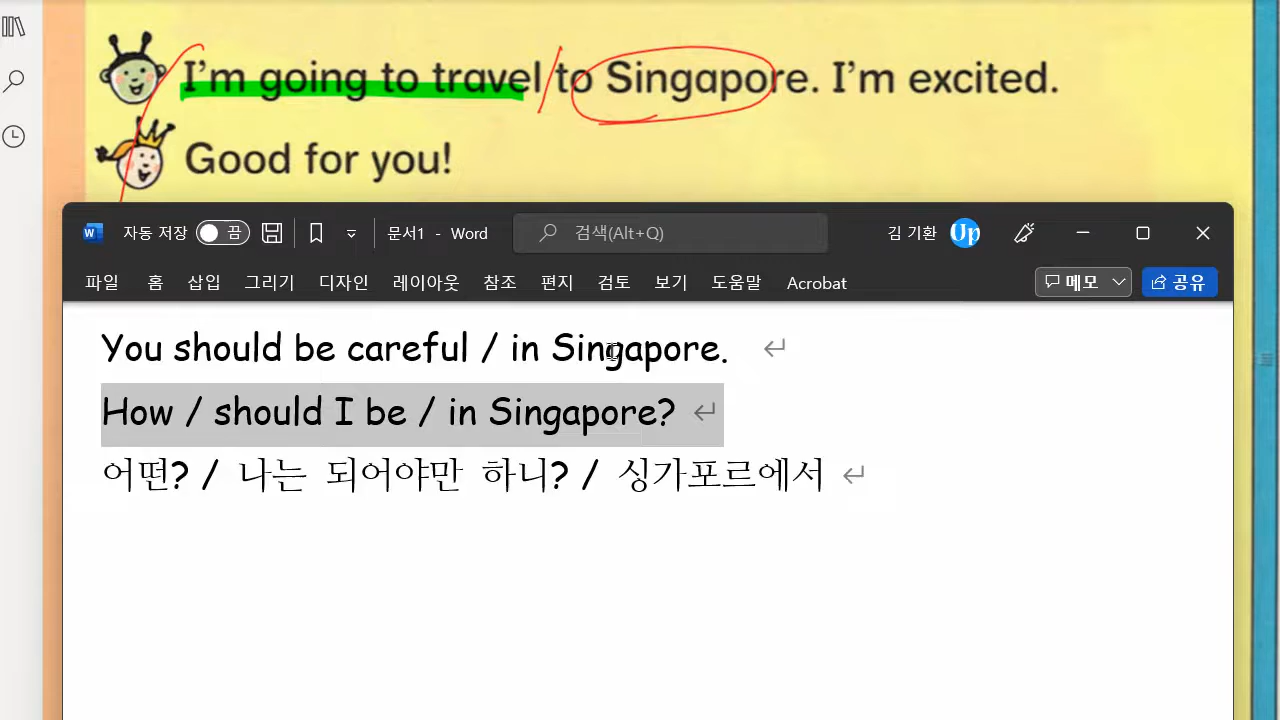 I'm going to travel to Singapore. I'm excited.
Good for you!
자동 저장 끔 문서1 - Word 검색(Alt+Q) 김 기환 Up
파일 홈 삽입 그리기 디자인 레이아웃 참조 편지 검토 보기 도움말 Acrobat 메모 공유
You should be careful / in Singapore.
How / should I be / in Singapore?
어떤? / 나는 되어야만 하니? / 싱가포르에서